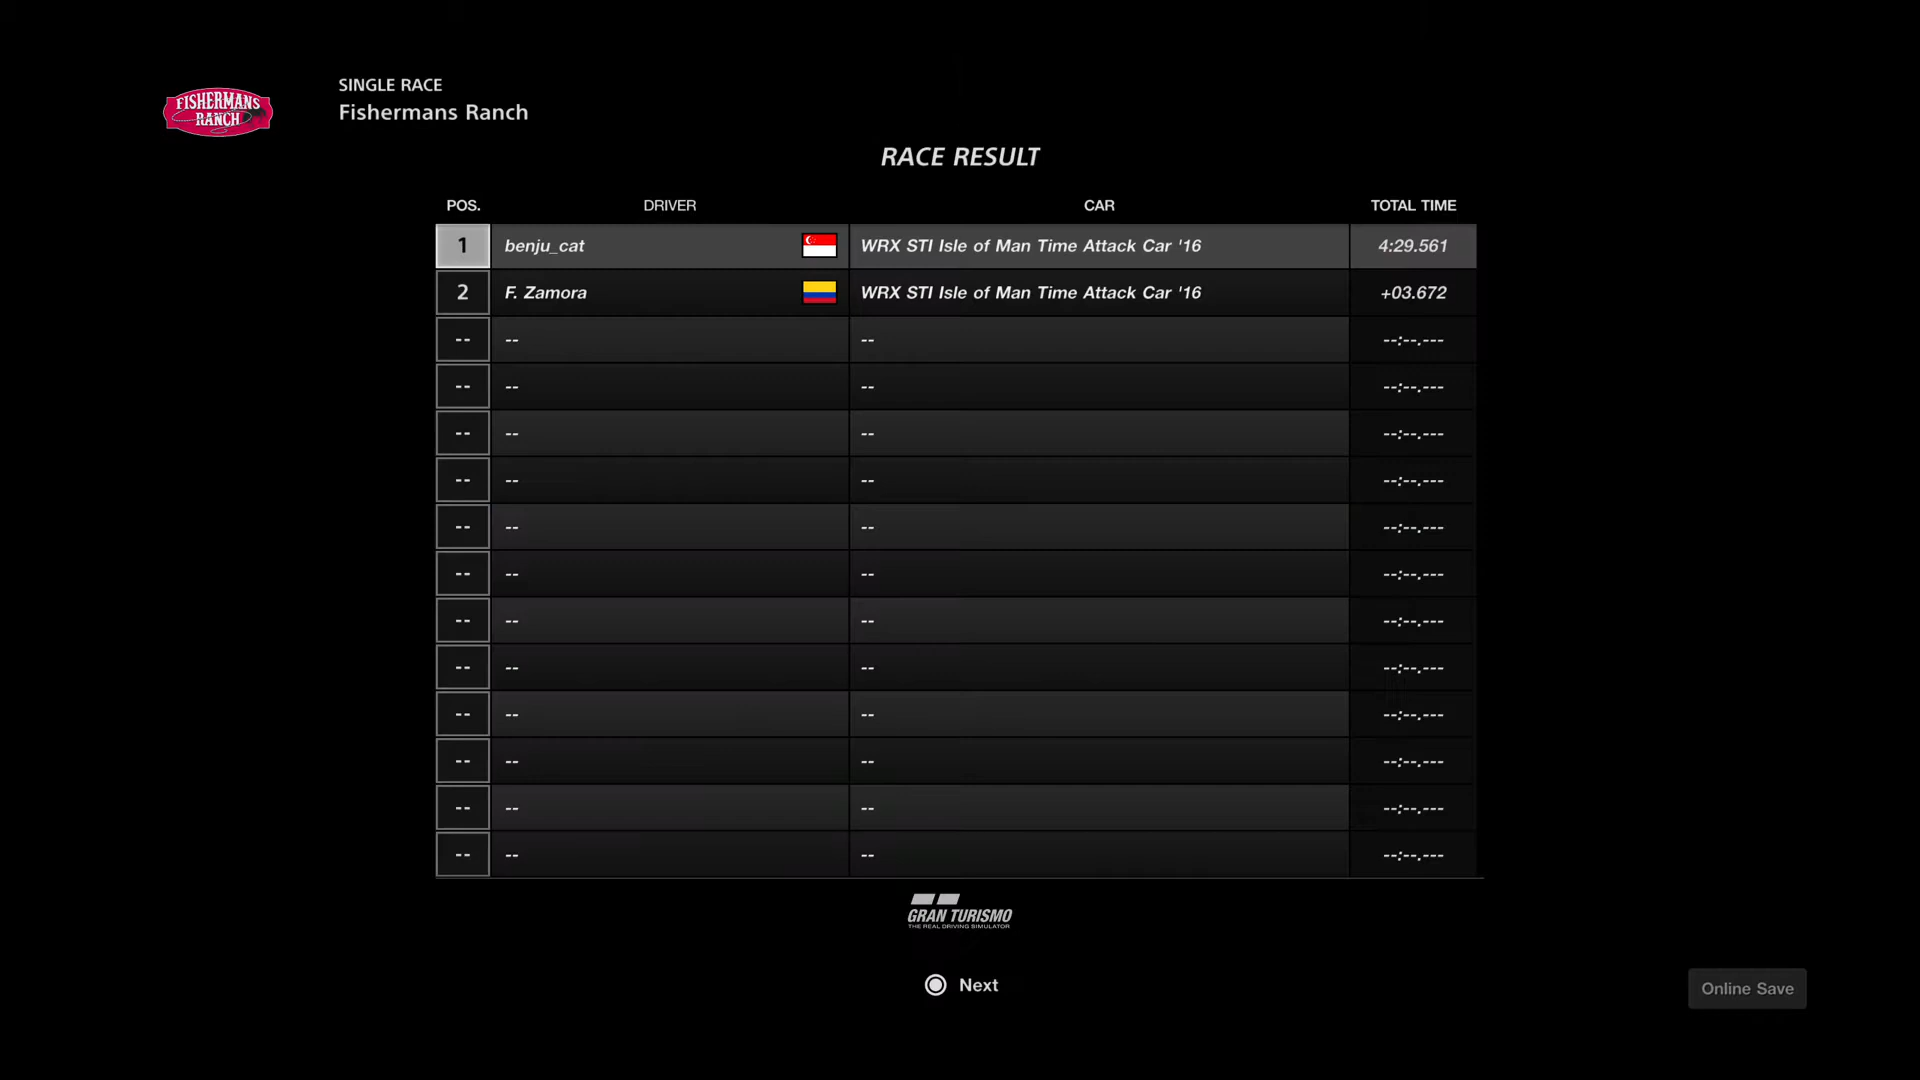 FISHERMANS
RANCH
SINGLE RACE
Fishermans Ranch
RACE RESULT
POS. DRIVER CAR TOTAL TIME
1 benju_cat WRX STI Isle of Man Time Attack Car '16 4:29.561
2 F. Zamora WRX STI Isle of Man Time Attack Car '16 +03.672
-- -- -- --:--.---
-- -- -- --:--.---
-- -- -- --:--.---
-- -- -- --:--.---
-- -- -- --:--.---
-- -- -- --:--.---
-- -- -- --:--.---
-- -- -- --:--.---
-- -- -- --:--.---
-- -- -- --:--.---
-- -- -- --:--.---
-- -- -- --:--.---
GRAN TURISMO
THE REAL DRIVING SIMULATOR
Next
Online Save